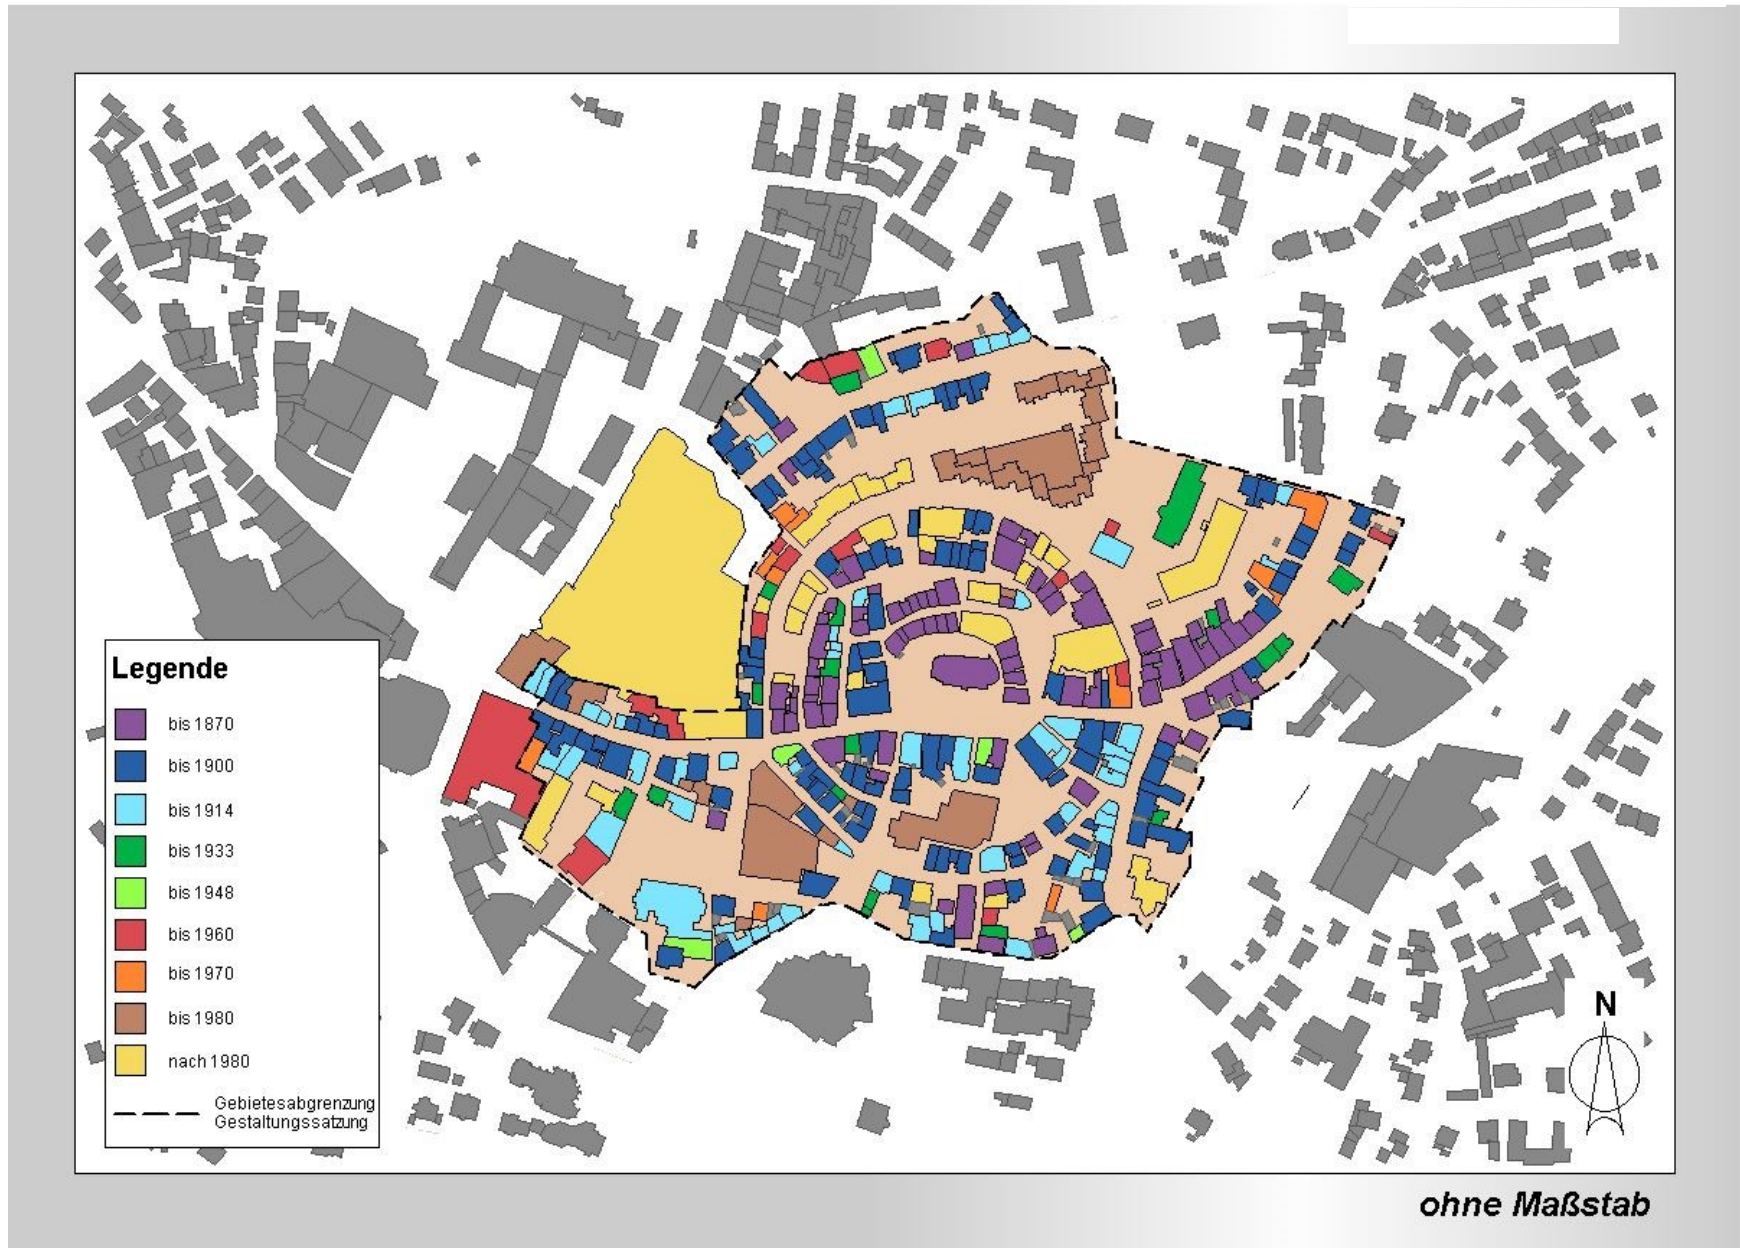 Legende
bis 1870
bis 1900
bis 1914
bis 1933
bis 1948
bis 1960
bis 1970
bis 1980
nach 1980
Gebietesabgrenzung
Gestaltungssatzung
N
ohne Maßstab